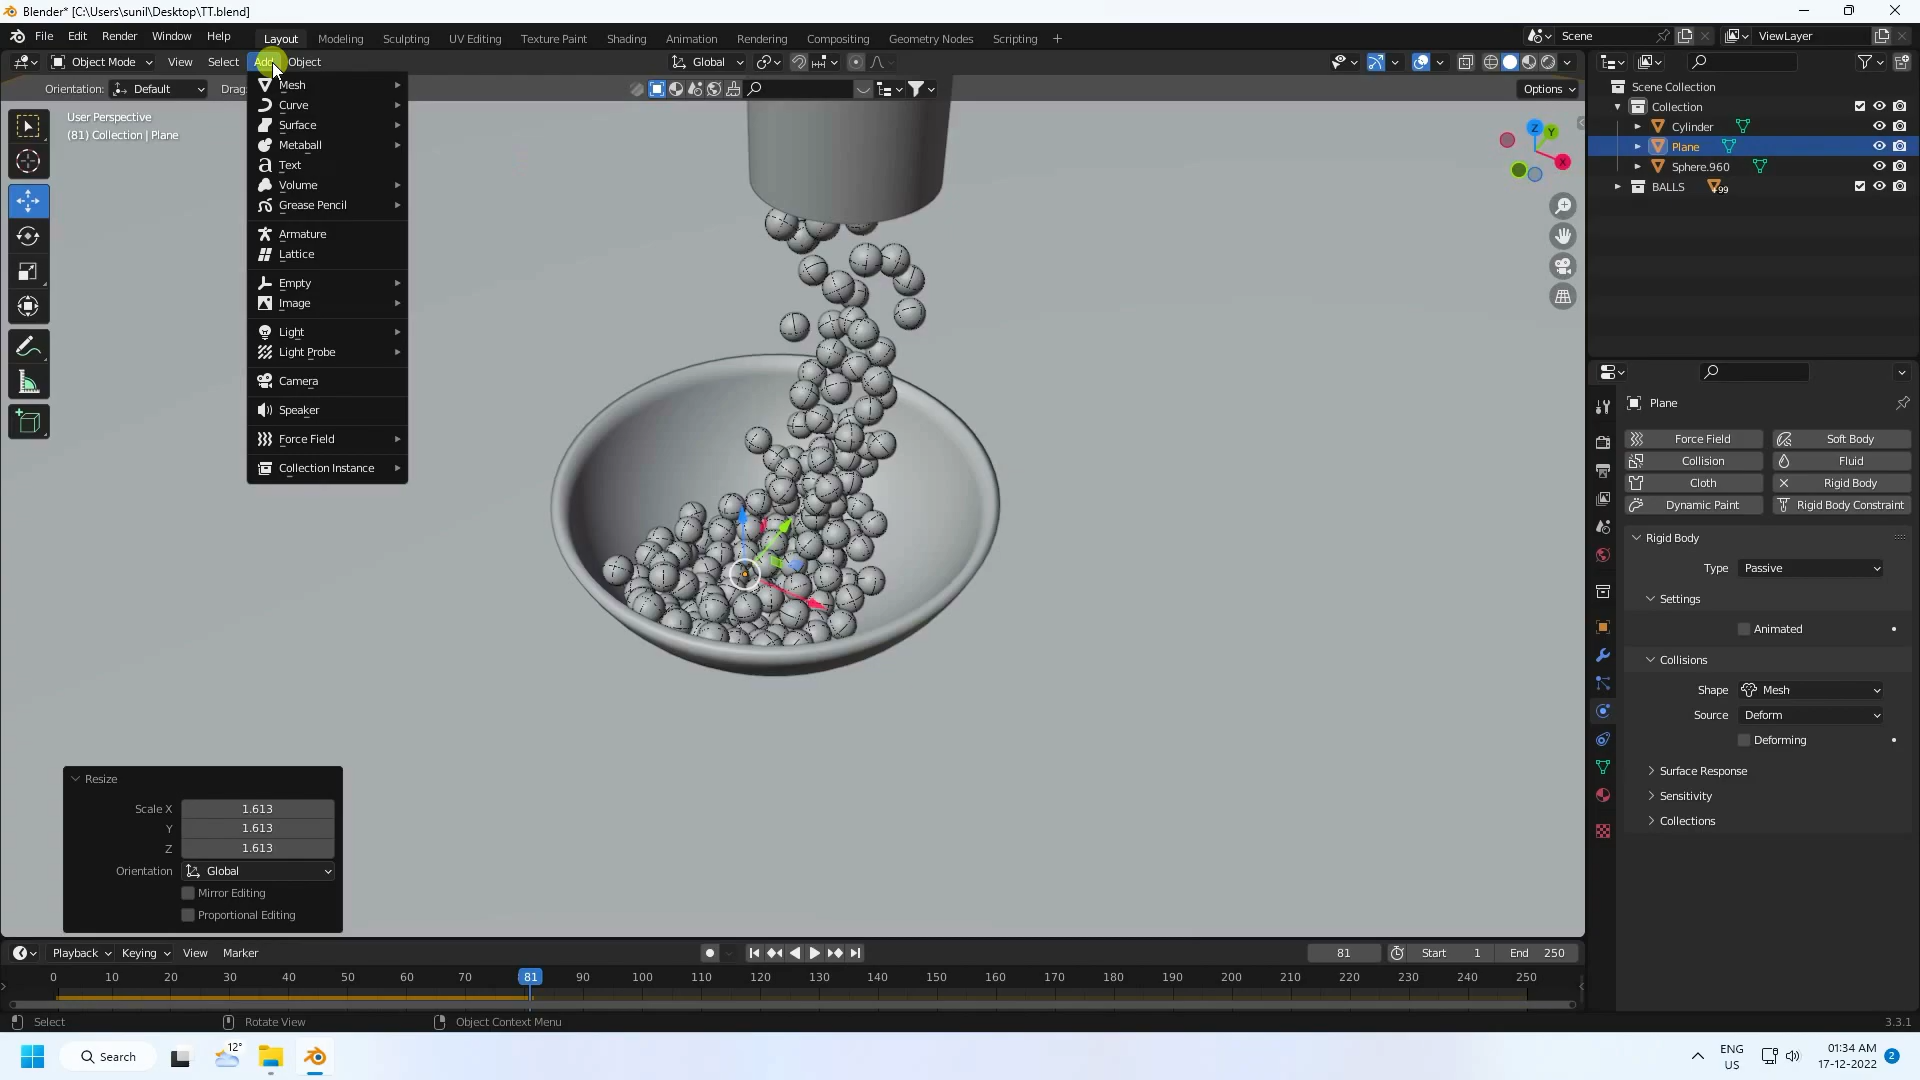 Blender* [C:\Users\sunil\Desktop\TT.blend]
File Edit Render Window Help
Layout Modeling Sculpting UV Editing Texture Paint Shading Animation Rendering Compositing Geometry Nodes Scripting +
Scene
ViewLayer
Object Mode
View Select Add Object
Global
Orientation: Default Drag:
Options
User Perspective
(81) Collection | Plane
Mesh
Curve
Surface
Metaball
Text
Volume
Grease Pencil
Armature
Lattice
Empty
Image
Light
Light Probe
Camera
Speaker
Force Field
Collection Instance
Z
Y
X
Scene Collection
Collection
Cylinder
Plane
Sphere.960
BALLS
99
Plane
Force Field Soft Body
Collision Fluid
Cloth Rigid Body
Dynamic Paint Rigid Body Constraint
Rigid Body
Type Passive
Settings
Animated
Collisions
Shape Mesh
Source Deform
Deforming
Surface Response
Sensitivity
Collections
Resize
Scale X 1.613
Y 1.613
Z 1.613
Orientation Global
Mirror Editing
Proportional Editing
Playback Keying View Marker
81 Start 1 End 250
0 10 20 30 40 50 60 70 81 90 100 110 120 130 140 150 160 170 180 190 200 210 220 230 240 250
Select Rotate View Object Context Menu 3.3.1
Search
12°
ENG
US
01:34 AM
17-12-2022
2